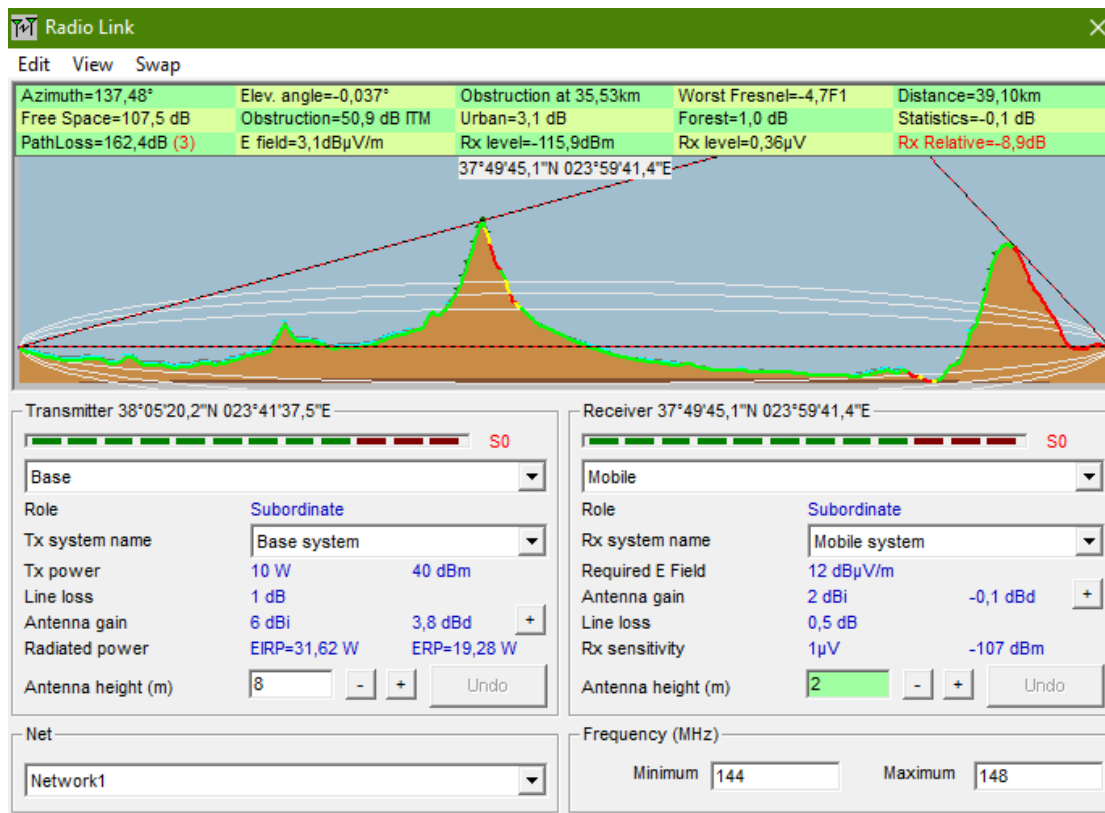 Radio Link
Edit View Swap
Azimuth=137,48° Elev. angle=-0,037° Obstruction at 35,53km Worst Fresnel=-4,7F1 Distance=39,10km
Free Space=107,5 dB Obstruction=50,9 dB ITM Urban=3,1 dB Forest=1,0 dB Statistics=-0,1 dB
PathLoss=162,4dB (3) E field=3,1dBµV/m Rx level=-115,9dBm Rx level=0,36µV Rx Relative=-8,9dB
37°49'45,1"N 023°59'41,4"E
Transmitter 38°05'20,2"N 023°41'37,5"E
S0
Base
Role Subordinate
Tx system name Base system
Tx power 10 W 40 dBm
Line loss 1 dB
Antenna gain 6 dBi 3,8 dBd +
Radiated power EIRP=31,62 W ERP=19,28 W
Antenna height (m) 8 - + Undo
Net
Network1
Receiver 37°49'45,1"N 023°59'41,4"E
S0
Mobile
Role Subordinate
Rx system name Mobile system
Required E Field 12 dBµV/m
Antenna gain 2 dBi -0,1 dBd +
Line loss 0,5 dB
Rx sensitivity 1µV -107 dBm
Antenna height (m) 2 - + Undo
Frequency (MHz)
Minimum 144 Maximum 148